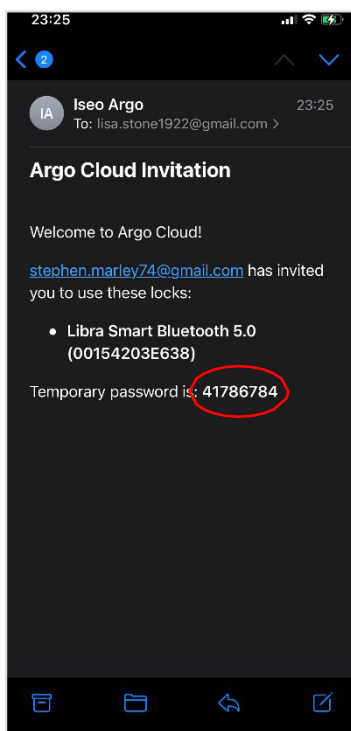 23:25
2
IA
Iseo Argo
23:25
To: lisa.stone1922@gmail.com >
Argo Cloud Invitation
Welcome to Argo Cloud!
stephen.marley74@gmail.com has invited
you to use these locks:
• Libra Smart Bluetooth 5.0
(00154203E638)
Temporary password is: 41786784